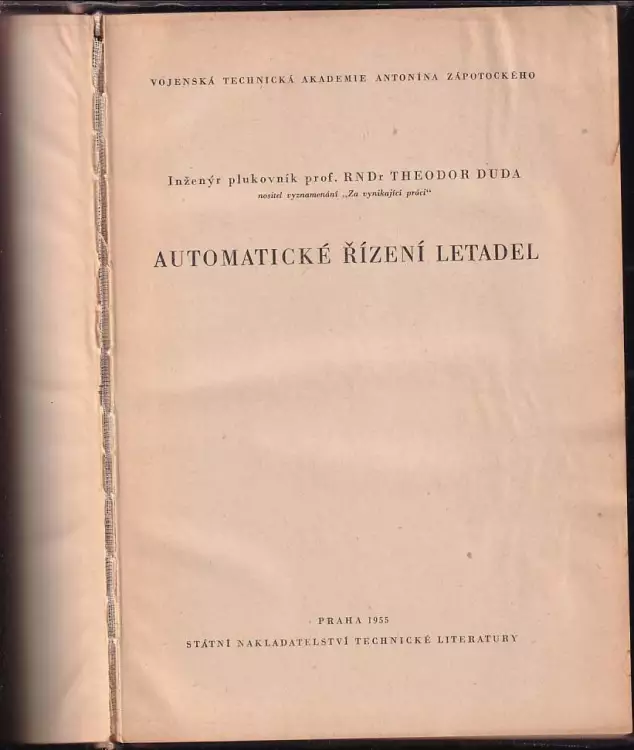 VOJENSKÁ TECHNICKÁ AKADEMIE ANTONÍNA ZÁPOTOCKÉHO
Inženýr plukovník prof. RNDr THEODOR DUDA
nositel vyznamenání „Za vynikající práci“
AUTOMATICKÉ ŘÍZENÍ LETADEL
PRAHA 1955
STÁTNÍ NAKLADATELSTVÍ TECHNICKÉ LITERATURY